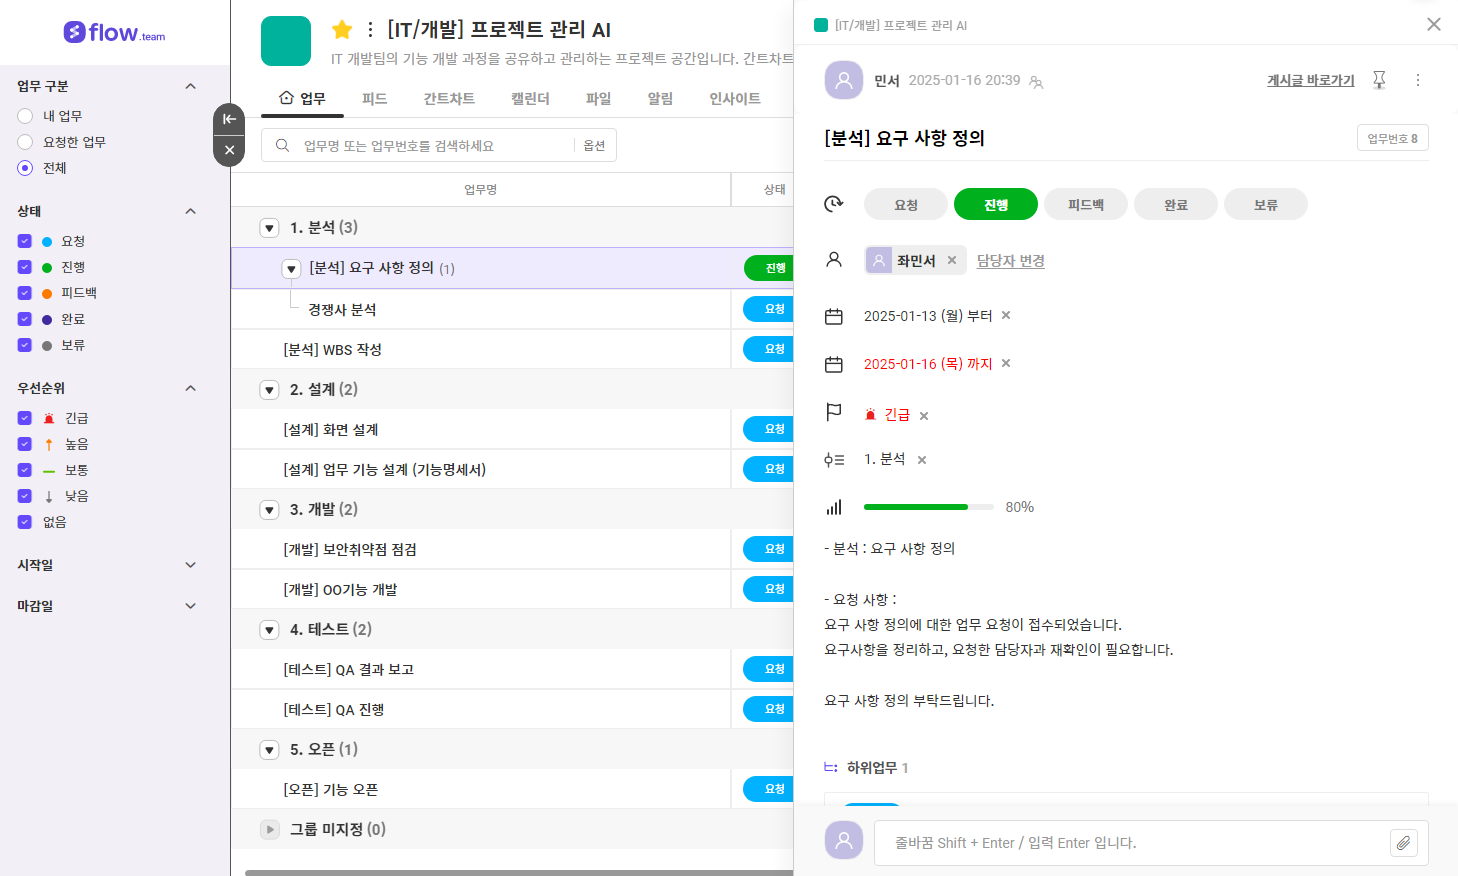 flow.team
업무 구분
내 업무
요청한 업무
전체
상태
요청
진행
피드백
완료
보류
우선순위
긴급
높음
보통
낮음
없음
시작일
마감일
[IT/개발] 프로젝트 관리 AI
IT 개발팀의 기능 개발 과정을 공유하고 관리하는 프로젝트 공간입니다. 간트차트
업무 피드 간트차트 캘린더 파일 알림 인사이트
업무명 또는 업무번호를 검색하세요 옵션
업무명 상태
1. 분석 (3)
[분석] 요구 사항 정의 (1) 진행
경쟁사 분석 요청
[분석] WBS 작성 요청
2. 설계 (2)
[설계] 화면 설계 요청
[설계] 업무 기능 설계 (기능명세서) 요청
3. 개발 (2)
[개발] 보안취약점 점검 요청
[개발] OO기능 개발 요청
4. 테스트 (2)
[테스트] QA 결과 보고 요청
[테스트] QA 진행 요청
5. 오픈 (1)
[오픈] 기능 오픈 요청
그룹 미지정 (0)
[IT/개발] 프로젝트 관리 AI
민서 2025-01-16 20:39 게시글 바로가기
[분석] 요구 사항 정의 업무번호 8
요청 진행 피드백 완료 보류
좌민서 담당자 변경
2025-01-13 (월) 부터
2025-01-16 (목) 까지
긴급
1. 분석
80%
- 분석 : 요구 사항 정의
- 요청 사항 :
요구 사항 정의에 대한 업무 요청이 접수되었습니다.
요구사항을 정리하고, 요청한 담당자과 재확인이 필요합니다.
요구 사항 정의 부탁드립니다.
하위업무 1
줄바꿈 Shift + Enter / 입력 Enter 입니다.